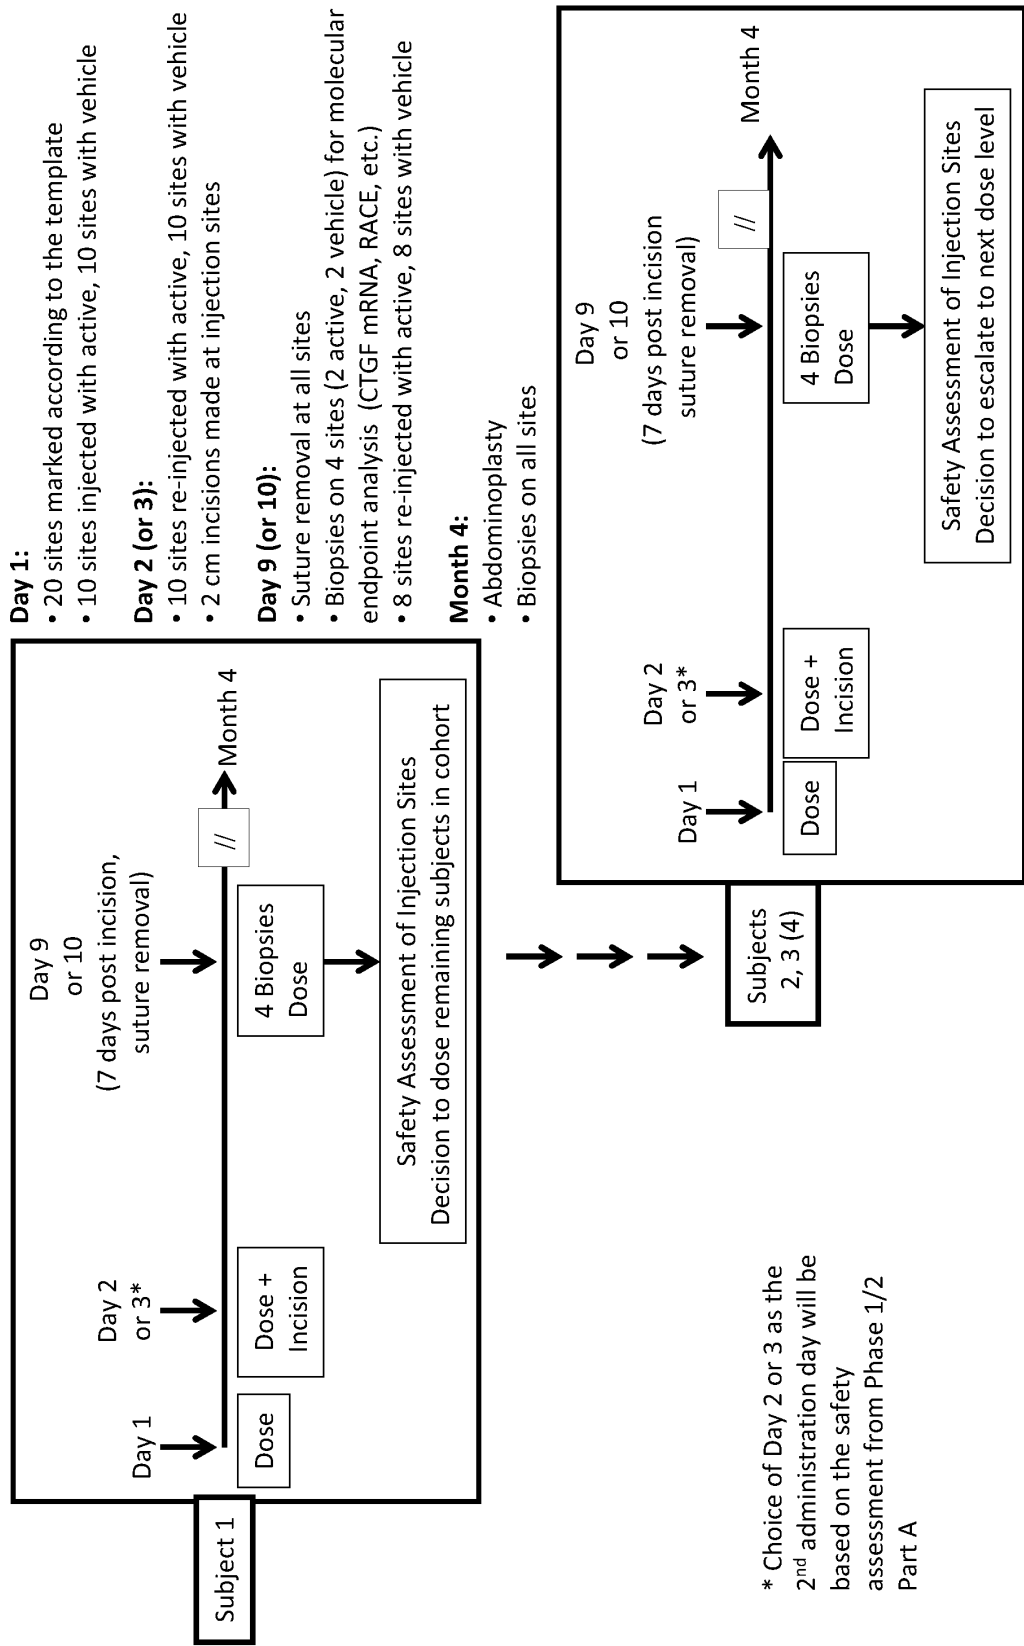 Subject 1
Day 1
Day 2
or 3*
Day 9
or 10
(7 days post incision,
suture removal)
//
Month 4
Dose
Dose +
Incision
4 Biopsies
Dose
Safety Assessment of Injection Sites
Decision to dose remaining subjects in cohort
Day 1:
• 20 sites marked according to the template
• 10 sites injected with active, 10 sites with vehicle
Day 2 (or 3):
• 10 sites re-injected with active, 10 sites with vehicle
• 2 cm incisions made at injection sites
Day 9 (or 10):
• Suture removal at all sites
• Biopsies on 4 sites (2 active, 2 vehicle) for molecular
endpoint analysis (CTGF mRNA, RACE, etc.)
• 8 sites re-injected with active, 8 sites with vehicle
Month 4:
• Abdominoplasty
• Biopsies on all sites
Subjects
2, 3 (4)
Day 1
Day 2
or 3*
Day 9
or 10
(7 days post incision
suture removal)
//
Month 4
Dose
Dose +
Incision
4 Biopsies
Dose
Safety Assessment of Injection Sites
Decision to escalate to next dose level
* Choice of Day 2 or 3 as the
2nd administration day will be
based on the safety
assessment from Phase 1/2
Part A